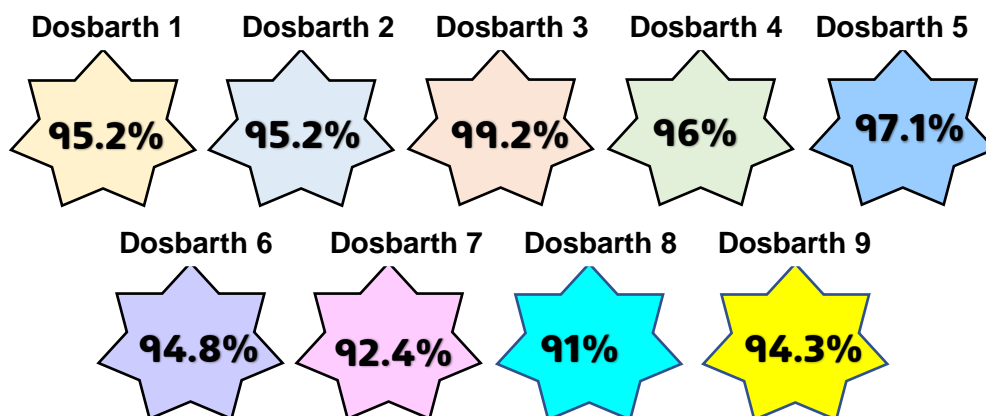 Dosbarth 1 Dosbarth 2 Dosbarth 3 Dosbarth 4 Dosbarth 5
95.2% 95.2% 99.2% 96% 97.1%
Dosbarth 6 Dosbarth 7 Dosbarth 8 Dosbarth 9
94.8% 92.4% 91% 94.3%